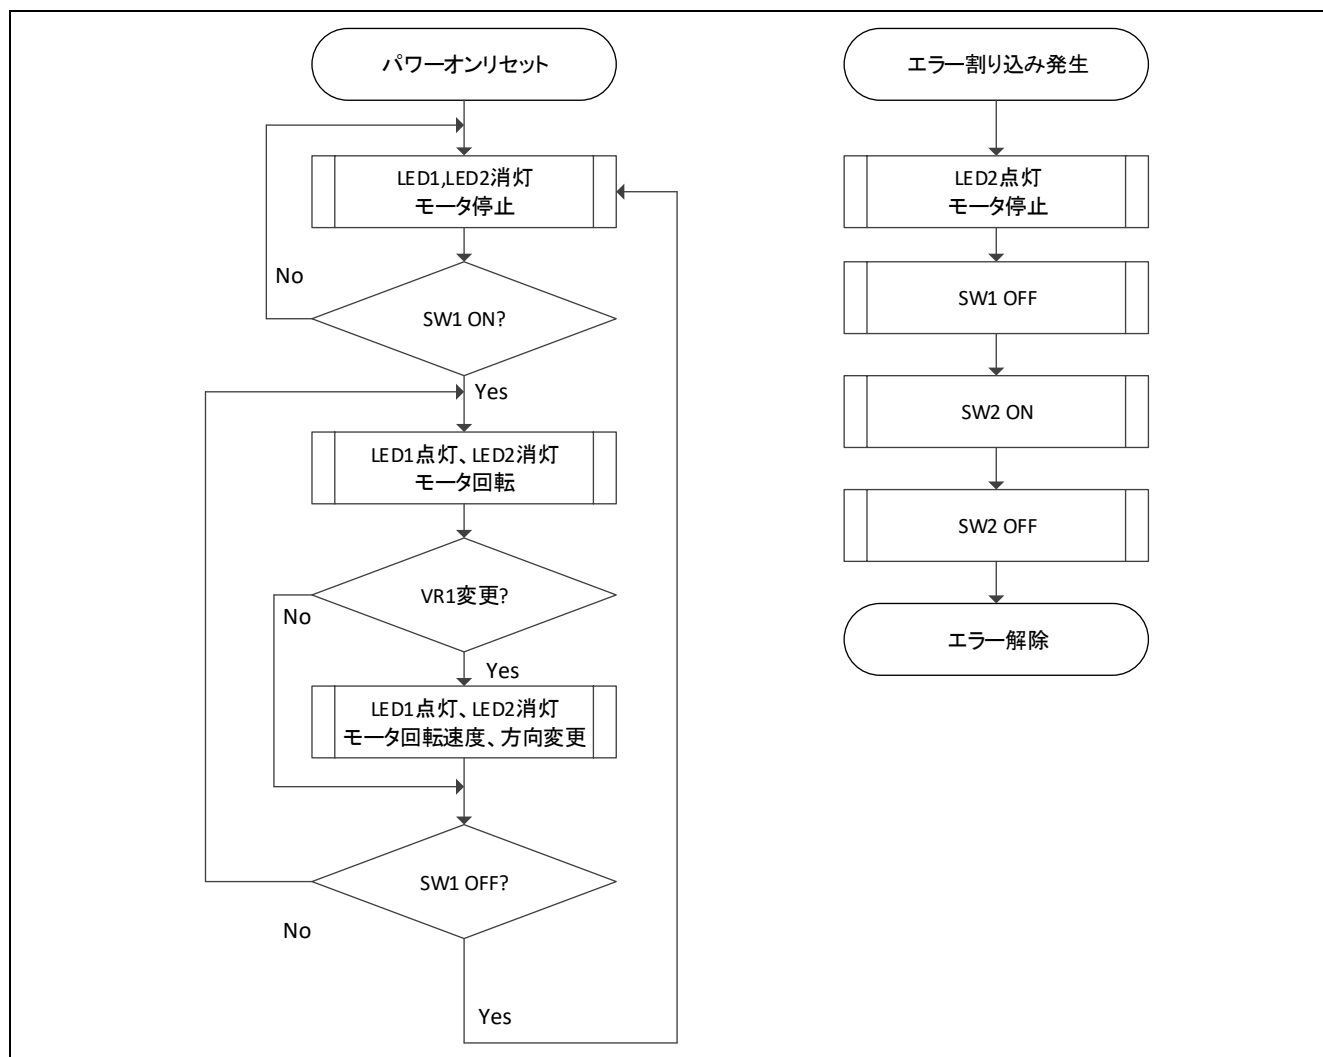 パワーオンリセット
LED1,LED2消灯
モータ停止
No
SW1 ON?
Yes
LED1点灯、LED2消灯
モータ回転
VR1変更?
No
Yes
LED1点灯、LED2消灯
モータ回転速度、方向変更
SW1 OFF?
No
Yes
エラー割り込み発生
LED2点灯
モータ停止
SW1 OFF
SW2 ON
SW2 OFF
エラー解除